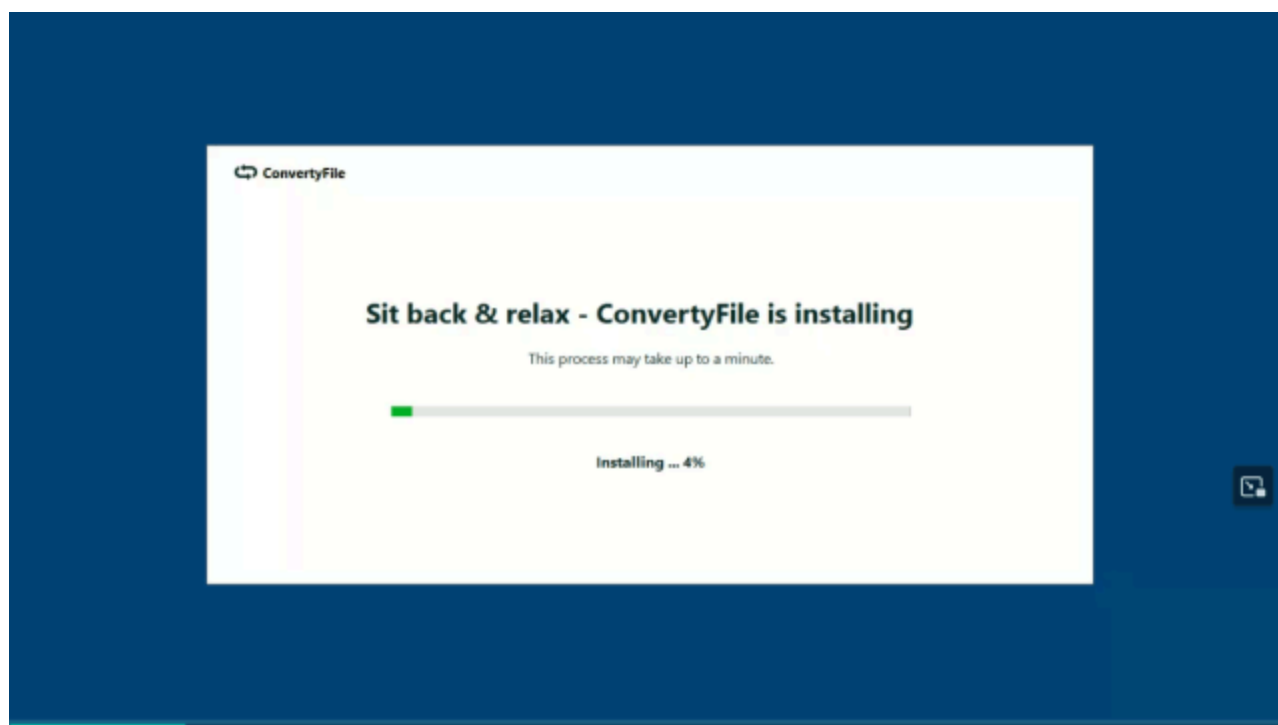 ConvertyFile
Sit back & relax - ConvertyFile is installing
This process may take up to a minute.
Installing ... 4%